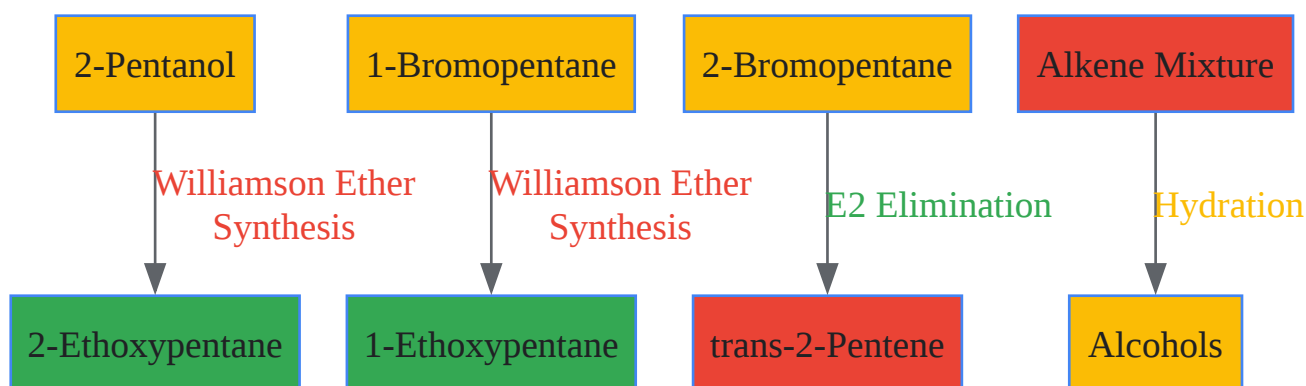 2-Pentanol
1-Bromopentane
2-Bromopentane
Alkene Mixture
Williamson Ether
Synthesis
Williamson Ether
Synthesis
E2 Elimination
Hydration
2-Ethoxypentane
1-Ethoxypentane
trans-2-Pentene
Alcohols